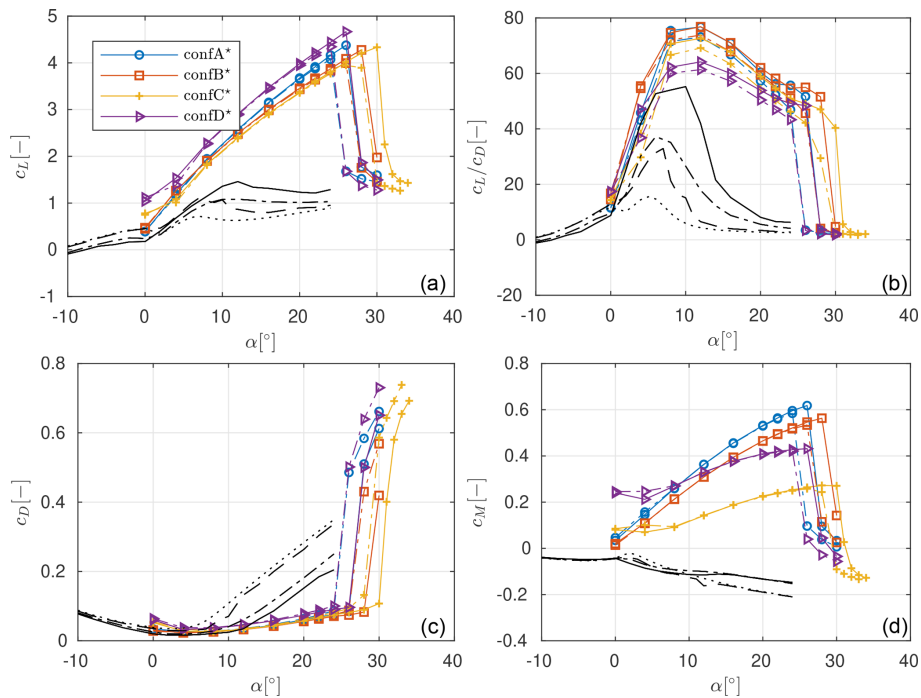 5
4
3
2
1
0
-1
c_L[−]
confA⋆
confB⋆
confC⋆
confD⋆
(a)
-10 0 10 20 30 40
α[°]
80
60
40
20
0
-20
c_L/c_D[−]
(b)
-10 0 10 20 30 40
α[°]
0.8
0.6
0.4
0.2
0
c_D[−]
(c)
-10 0 10 20 30 40
α[°]
0.8
0.6
0.4
0.2
0
-0.2
-0.4
c_M[−]
(d)
-10 0 10 20 30 40
α[°]